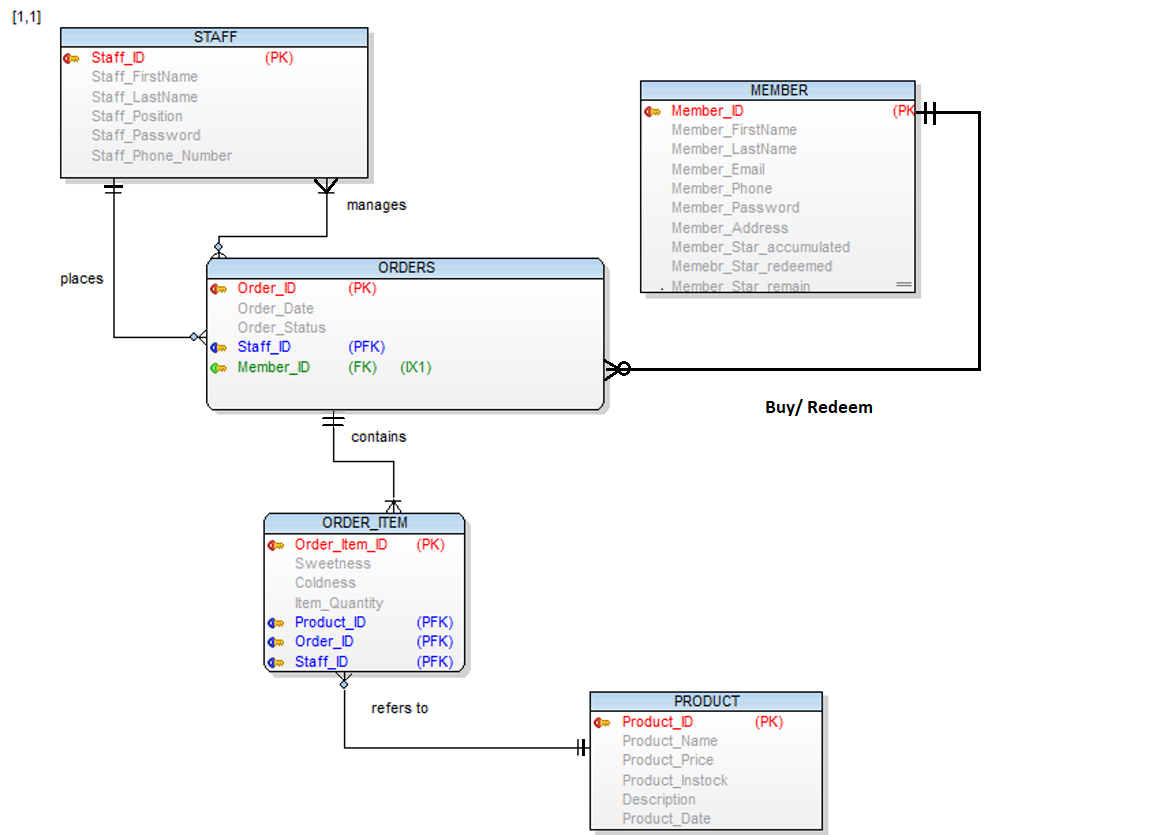 [1,1]
STAFF
Staff_ID (PK)
Staff_FirstName
Staff_LastName
Staff_Position
Staff_Password
Staff_Phone_Number
MEMBER
Member_ID (PK
Member_FirstName
Member_LastName
Member_Email
Member_Phone
Member_Password
Member_Address
Member_Star_accumulated
Memebr_Star_redeemed
Member_Star_remain
manages
places
ORDERS
Order_ID (PK)
Order_Date
Order_Status
Staff_ID (PFK)
Member_ID (FK) (IX1)
Buy/ Redeem
contains
ORDER_ITEM
Order_Item_ID (PK)
Sweetness
Coldness
Item_Quantity
Product_ID (PFK)
Order_ID (PFK)
Staff_ID (PFK)
refers to
PRODUCT
Product_ID (PK)
Product_Name
Product_Price
Product_Instock
Description
Product_Date